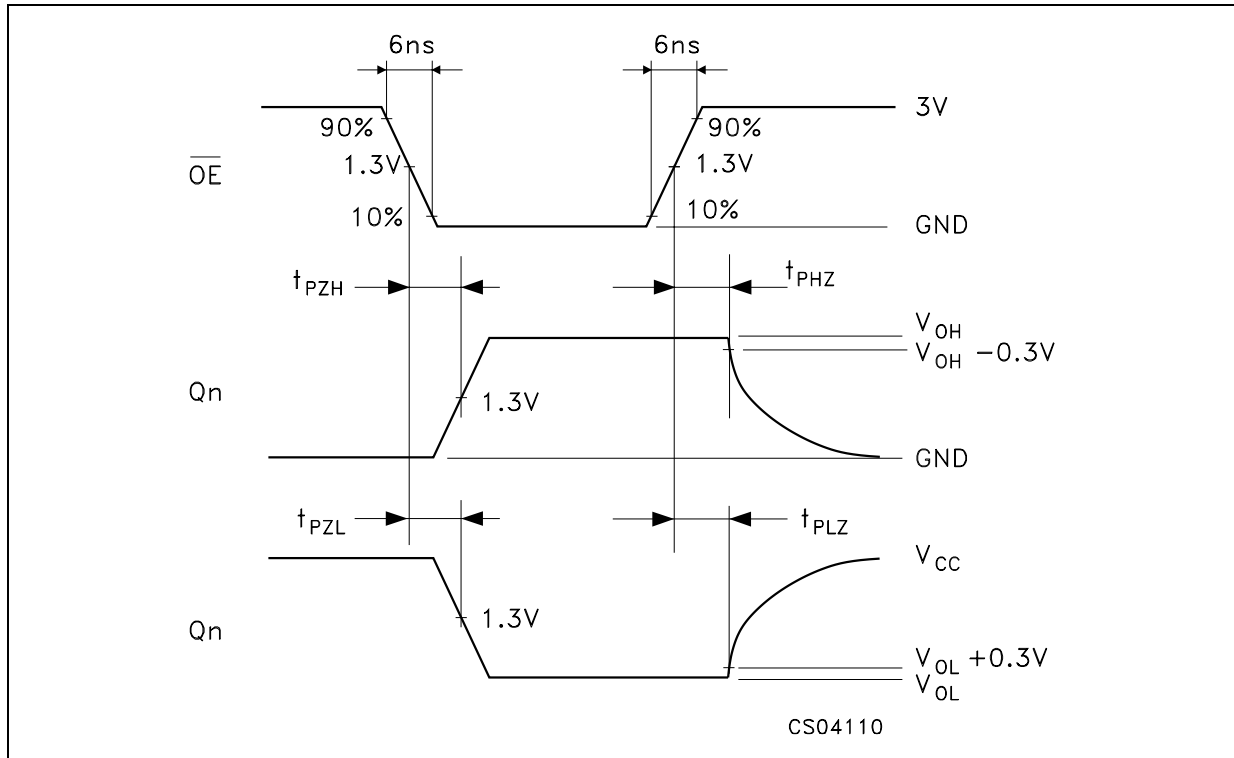 6ns 6ns
3V
90% 90%
OE 1.3V 1.3V
10% 10%
GND
tPZH tPHZ
VOH
VOH -0.3V
Qn 1.3V
GND
tPZL tPLZ
VCC
Qn 1.3V
VOL +0.3V
VOL
CS04110